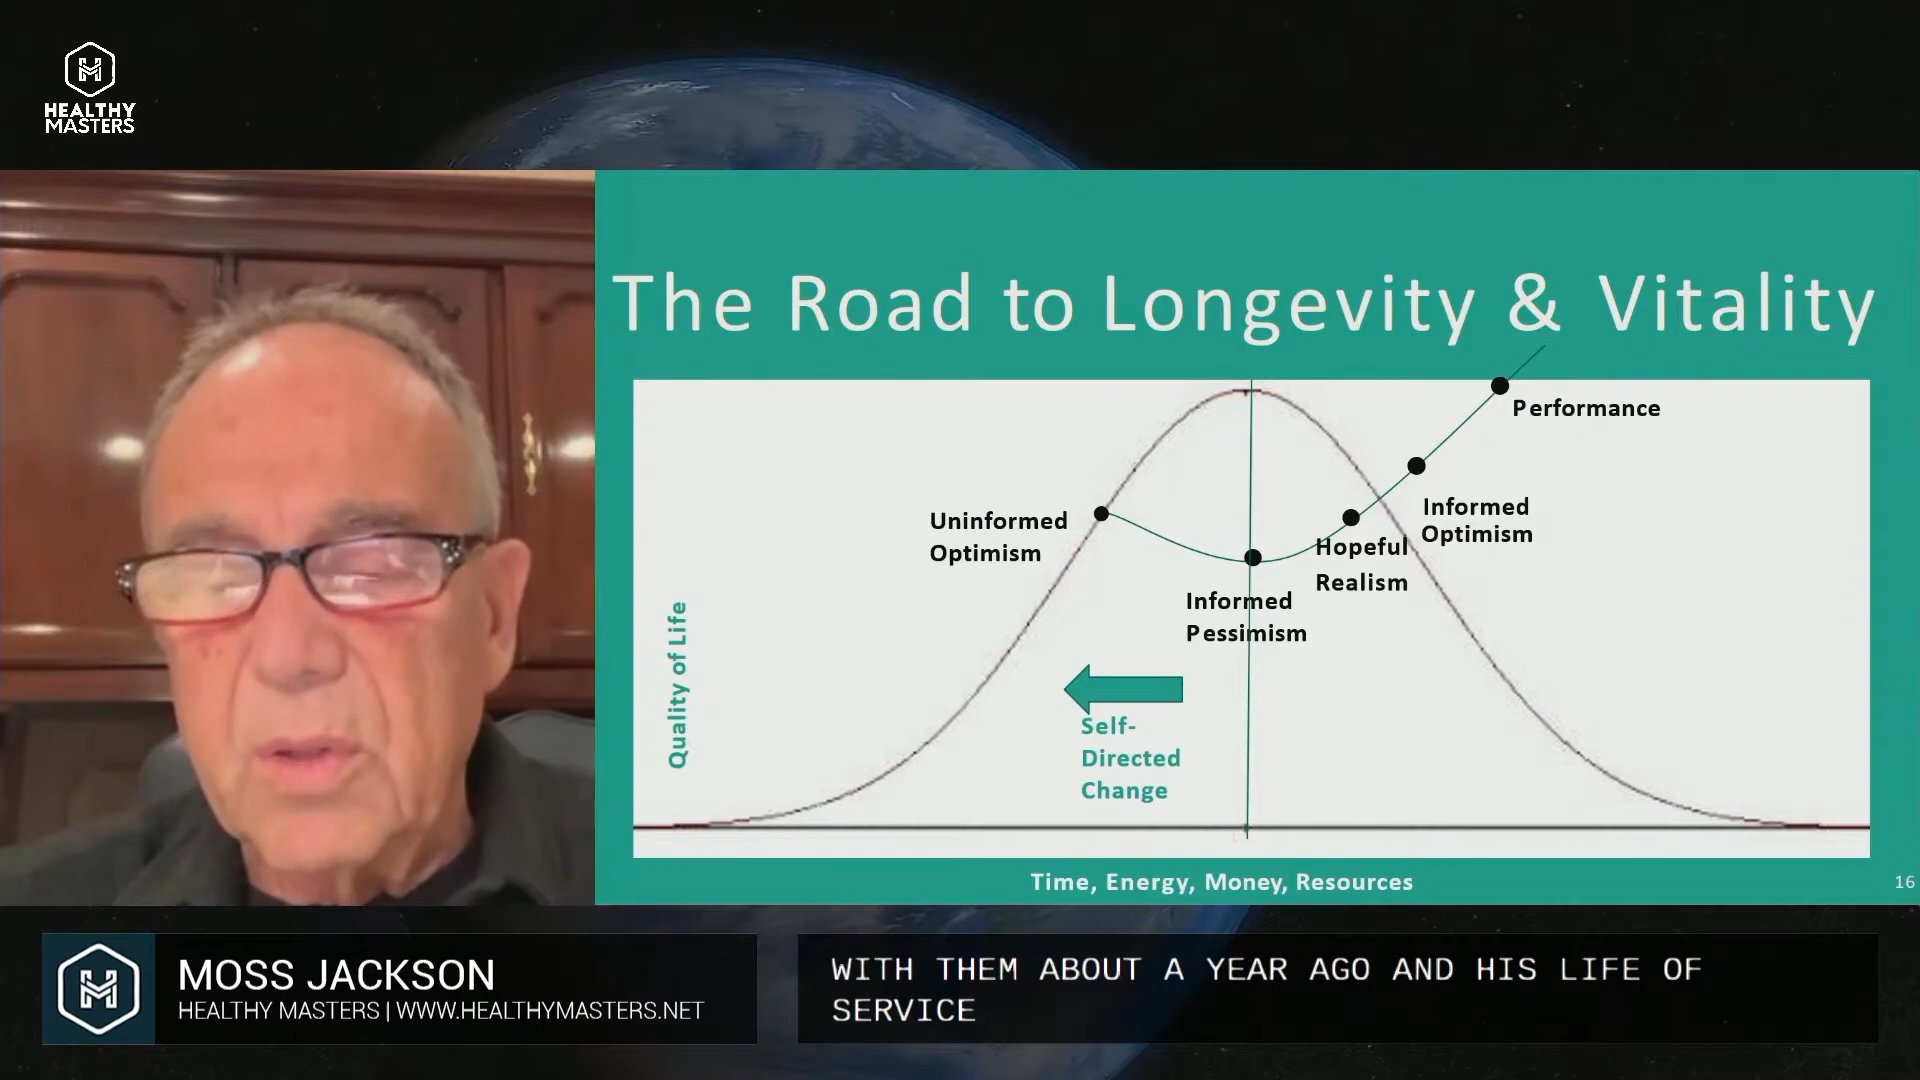 HEALTHY
MASTERS
The Road to Longevity & Vitality
Performance
Informed
Optimism
Hopeful
Realism
Uninformed
Optimism
Informed
Pessimism
Self-
Directed
Change
Quality of Life
Time, Energy, Money, Resources
16
MOSS JACKSON
HEALTHY MASTERS | WWW.HEALTHYMASTERS.NET
WITH THEM ABOUT A YEAR AGO AND HIS LIFE OF
SERVICE